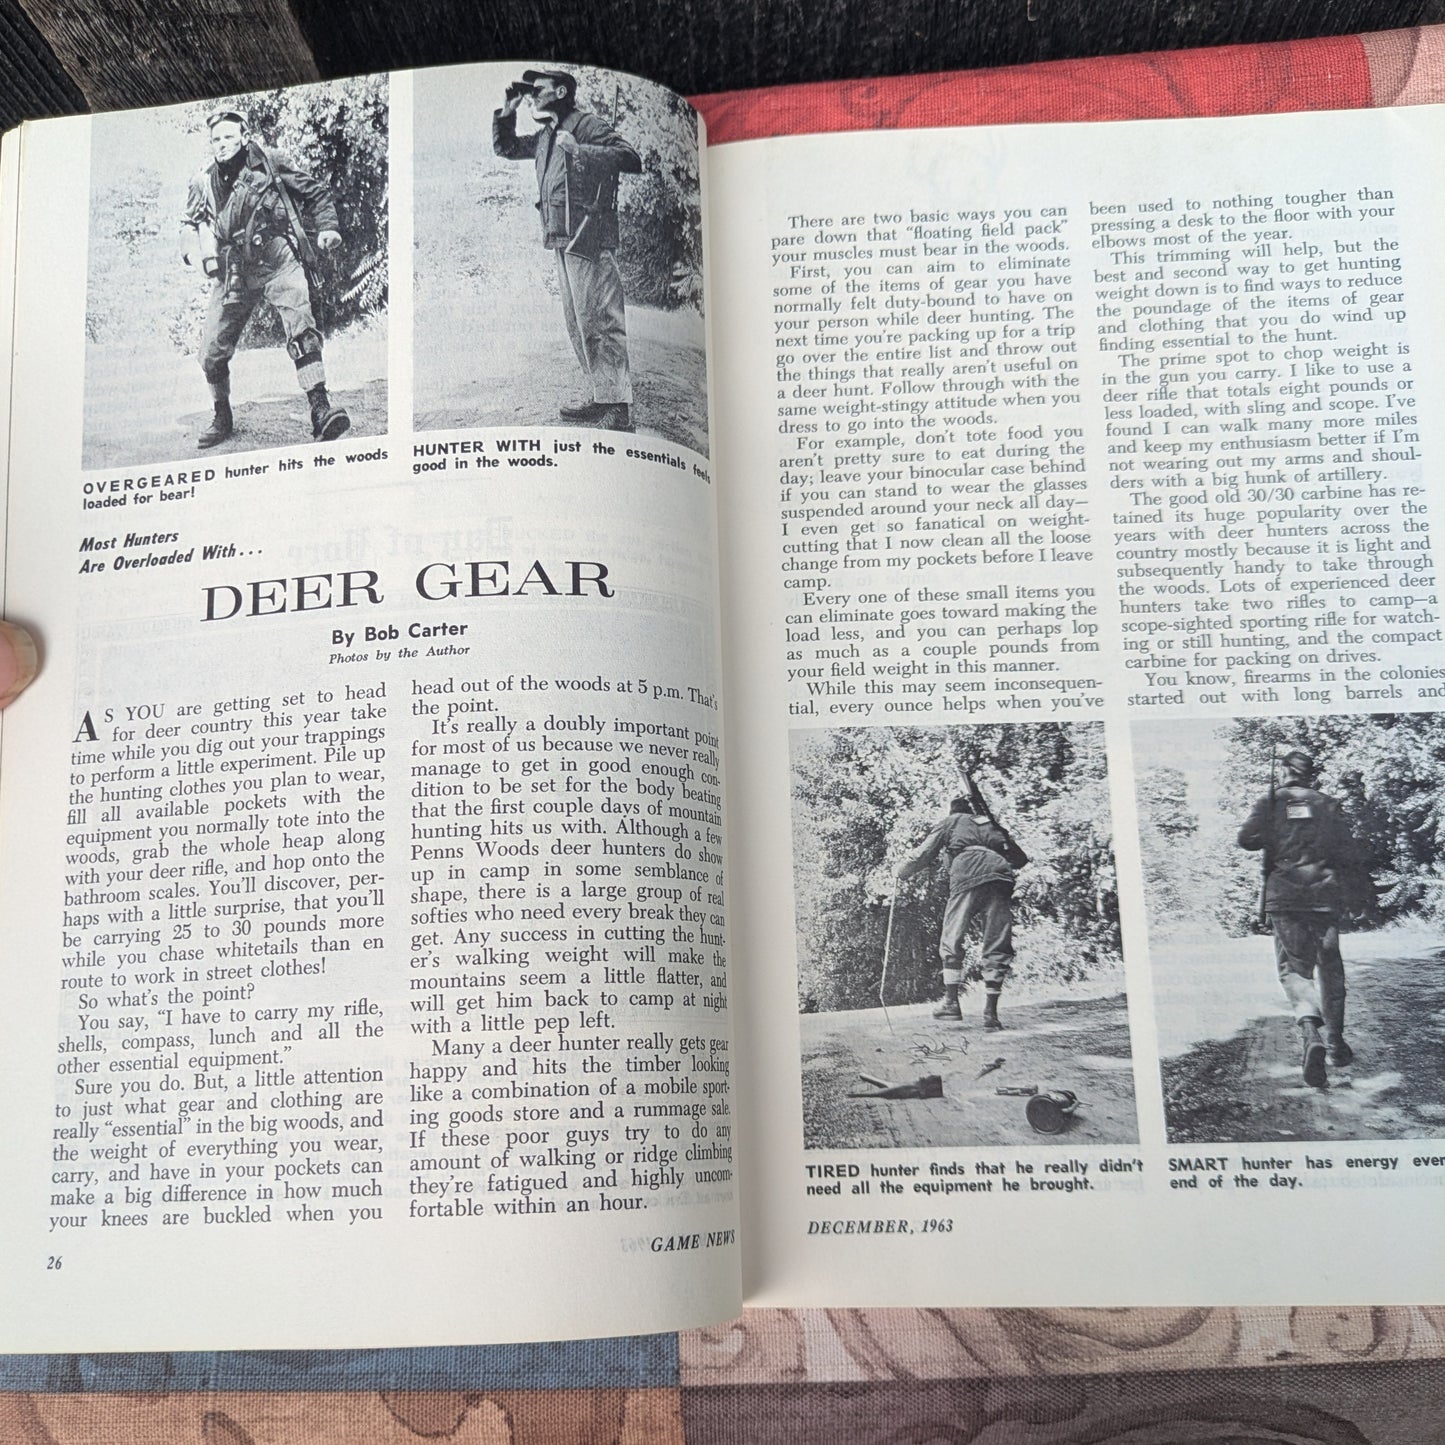 OVERGEARED hunter hits the woods
loaded for bear!
HUNTER WITH just the essentials feels
good in the woods.
Most Hunters
Are Overloaded With...
DEER GEAR
By Bob Carter
Photos by the Author
AS YOU are getting set to head
for deer country this year take
time while you dig out your trappings
to perform a little experiment. Pile up
the hunting clothes you plan to wear,
fill all available pockets with the
equipment you normally tote into the
woods, grab the whole heap along
with your deer rifle, and hop onto the
bathroom scales. You'll discover, per-
haps with a little surprise, that you'll
be carrying 25 to 30 pounds more
while you chase whitetails than en
route to work in street clothes!
So what's the point?
You say, "I have to carry my rifle,
shells, compass, lunch and all the
other essential equipment."
Sure you do. But, a little attention
to just what gear and clothing are
really "essential" in the big woods, and
the weight of everything you wear,
carry, and have in your pockets can
make a big difference in how much
your knees are buckled when you
head out of the woods at 5 p.m. That's
the point.
It's really a doubly important point
for most of us because we never really
manage to get in good enough con-
dition to be set for the body beating
that the first couple days of mountain
hunting hits us with. Although a few
Penns Woods deer hunters do show
up in camp in some semblance of
shape, there is a large group of real
softies who need every break they can
get. Any success in cutting the hunt-
er's walking weight will make the
mountains seem a little flatter, and
will get him back to camp at night
with a little pep left.
Many a deer hunter really gets gear
happy and hits the timber looking
like a combination of a mobile sport-
ing goods store and a rummage sale.
If these poor guys try to do any
amount of walking or ridge climbing
they're fatigued and highly uncom-
fortable within an hour.
26
GAME NEWS
There are two basic ways you can
pare down that "floating field pack"
your muscles must bear in the woods.
First, you can aim to eliminate
some of the items of gear you have
normally felt duty-bound to have on
your person while deer hunting. The
next time you're packing up for a trip
go over the entire list and throw out
the things that really aren't useful on
a deer hunt. Follow through with the
same weight-stingy attitude when you
dress to go into the woods.
For example, don't tote food you
aren't pretty sure to eat during the
day; leave your binocular case behind
if you can stand to wear the glasses
suspended around your neck all day—
I even get so fanatical on weight-
cutting that I now clean all the loose
change from my pockets before I leave
camp.
Every one of these small items you
can eliminate goes toward making the
load less, and you can perhaps lop
as much as a couple pounds from
your field weight in this manner.
While this may seem inconsequen-
tial, every ounce helps when you've
been used to nothing tougher than
pressing a desk to the floor with your
elbows most of the year.
This trimming will help, but the
best and second way to get hunting
weight down is to find ways to reduce
the poundage of the items of gear
and clothing that you do wind up
finding essential to the hunt.
The prime spot to chop weight is
in the gun you carry. I like to use a
deer rifle that totals eight pounds or
less loaded, with sling and scope. I've
found I can walk many more miles
and keep my enthusiasm better if I'm
not wearing out my arms and shoul-
ders with a big hunk of artillery.
The good old 30/30 carbine has re-
tained its huge popularity over the
years with deer hunters across the
country mostly because it is light and
subsequently handy to take through
the woods. Lots of experienced deer
hunters take two rifles to camp—a
scope-sighted sporting rifle for watch-
ing or still hunting, and the compact
carbine for packing on drives.
You know, firearms in the colonies
started out with long barrels and
TIRED hunter finds that he really didn't
need all the equipment he brought.
SMART hunter has energy even
end of the day.
DECEMBER, 1963